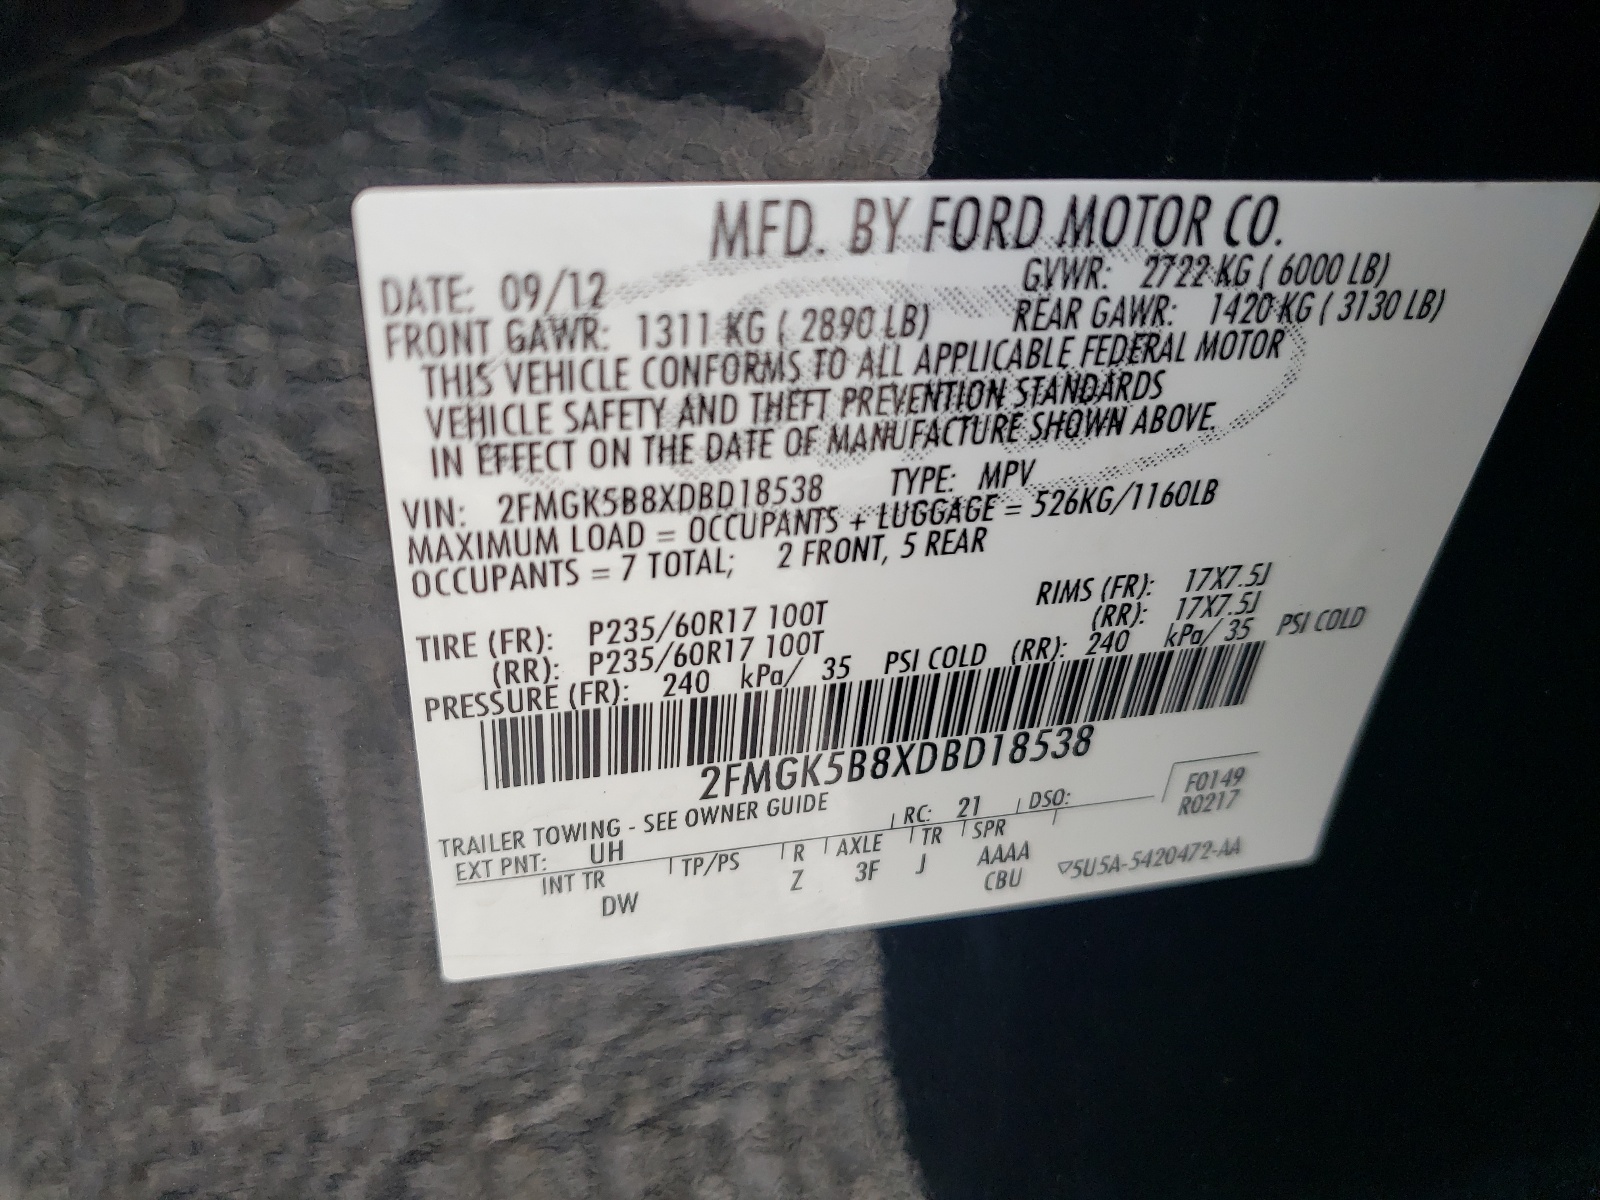 MFD. BY FORD MOTOR CO.
DATE: 09/12 GVWR: 2722 KG ( 6000 LB)
FRONT GAWR: 1311 KG ( 2890 LB) REAR GAWR: 1420 KG ( 3130 LB)
THIS VEHICLE CONFORMS TO ALL APPLICABLE FEDERAL MOTOR
VEHICLE SAFETY AND THEFT PREVENTION STANDARDS
IN EFFECT ON THE DATE OF MANUFACTURE SHOWN ABOVE.
VIN: 2FMGK5B8XDBD18538 TYPE: MPV
MAXIMUM LOAD = OCCUPANTS + LUGGAGE = 526KG/1160LB
OCCUPANTS = 7 TOTAL; 2 FRONT, 5 REAR
TIRE (FR): P235/60R17 100T RIMS (FR): 17X7.5J
(RR): P235/60R17 100T (RR): 17X7.5J
PRESSURE (FR): 240 kPa/ 35 PSI COLD (RR): 240 kPa/ 35 PSI COLD
2FMGK5B8XDBD18538
TRAILER TOWING - SEE OWNER GUIDE F0149
EXT PNT: UH RC: 21 DSO: R0217
INT TR TP/PS R AXLE TR SPR
DW Z 3F J AAAA
CBU ▽5U5A-5420472-AA